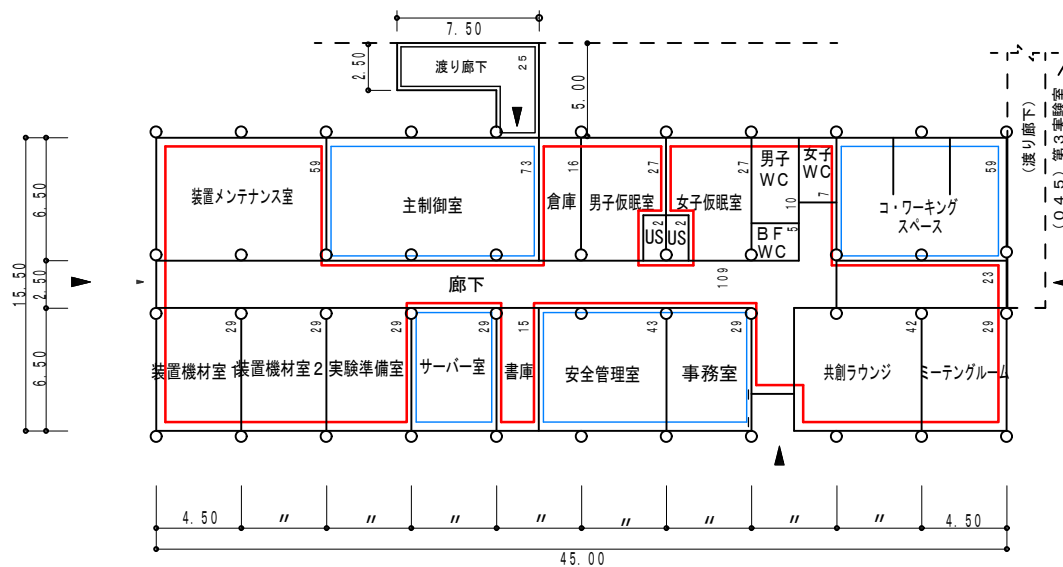 7.50
2.50
渡り廊下
25
5.00
(渡り廊下)
(045)第3実験室
装置メンテナンス室
59
主制御室
73
倉庫
16
男子仮眠室
27
女子仮眠室
27
US
2
US
2
男子
WC
10
女子
WC
7
BF
WC
5
コ・ワーキング
スペース
59
6.50
2.50
6.50
15.50
廊下
109
23
装置機材室1
29
装置機材室2
29
実験準備室
29
サーバー室
29
書庫
15
安全管理室
43
事務室
29
共創ラウンジ
42
ミーテングルーム
29
4.50
〃
〃
〃
〃
〃
〃
〃
〃
4.50
45.00